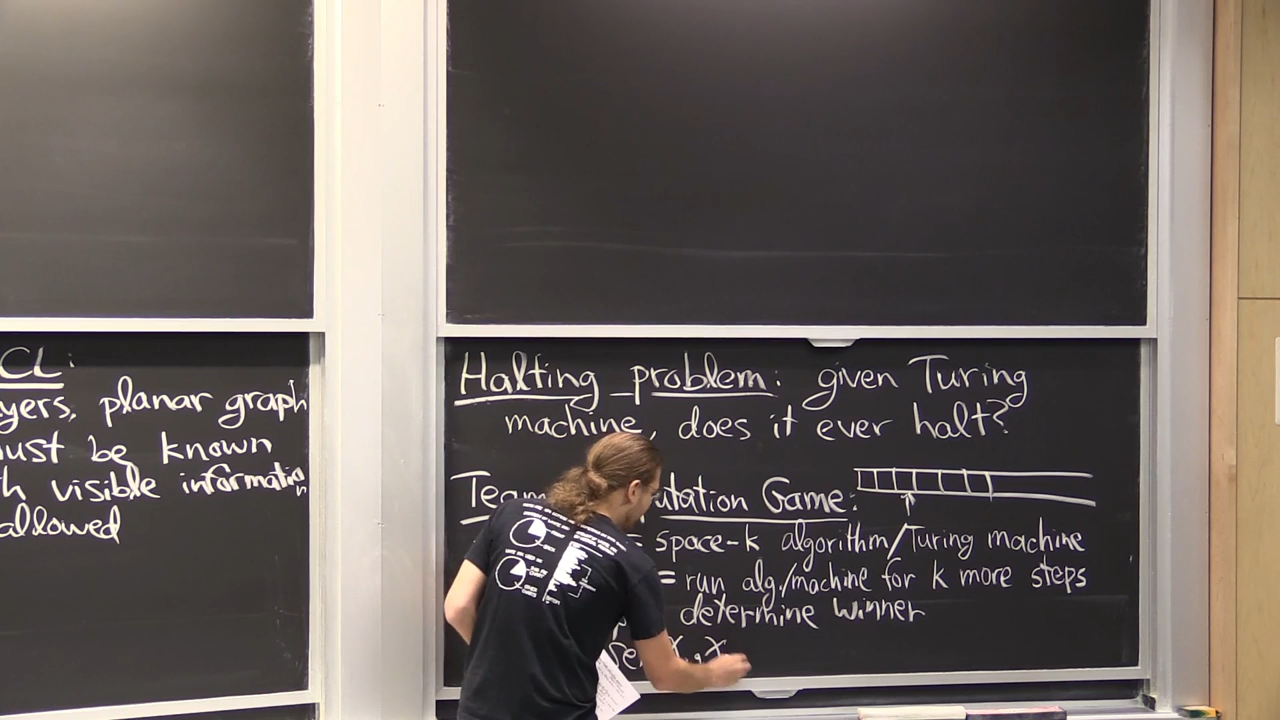 CL:
yers, planar graph
ust be known
h visible information
allowed
Halting problem: given Turing
machine, does it ever halt?
Team utation Game:
= space-k algorithm/Turing machine
= run alg./machine for k more steps
determine winner